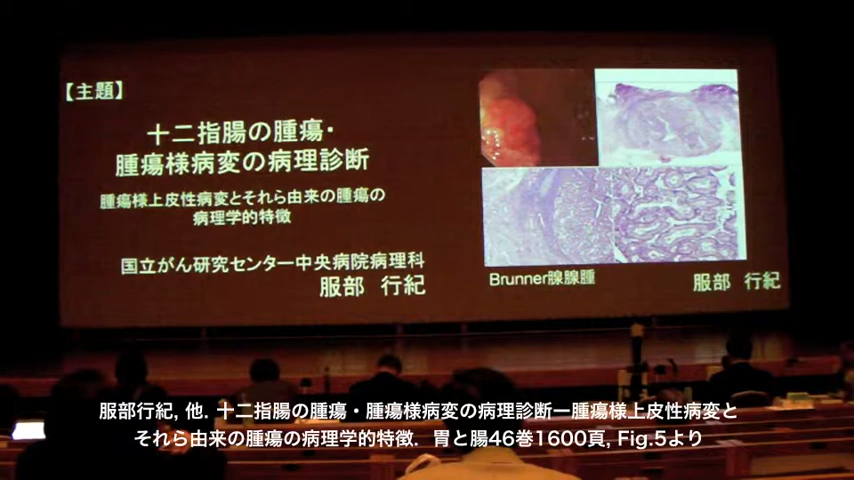 【主題】
十二指腸の腫瘍・
腫瘍様病変の病理診断
腫瘍様上皮性病変とそれら由来の腫瘍の
病理学的特徴
国立がん研究センター中央病院病理科
服部 行紀
Brunner腺腺腫
服部 行紀
服部行紀, 他. 十二指腸の腫瘍・腫瘍様病変の病理診断—腫瘍様上皮性病変と
それら由来の腫瘍の病理学的特徴. 胃と腸46巻1600頁, Fig.5より